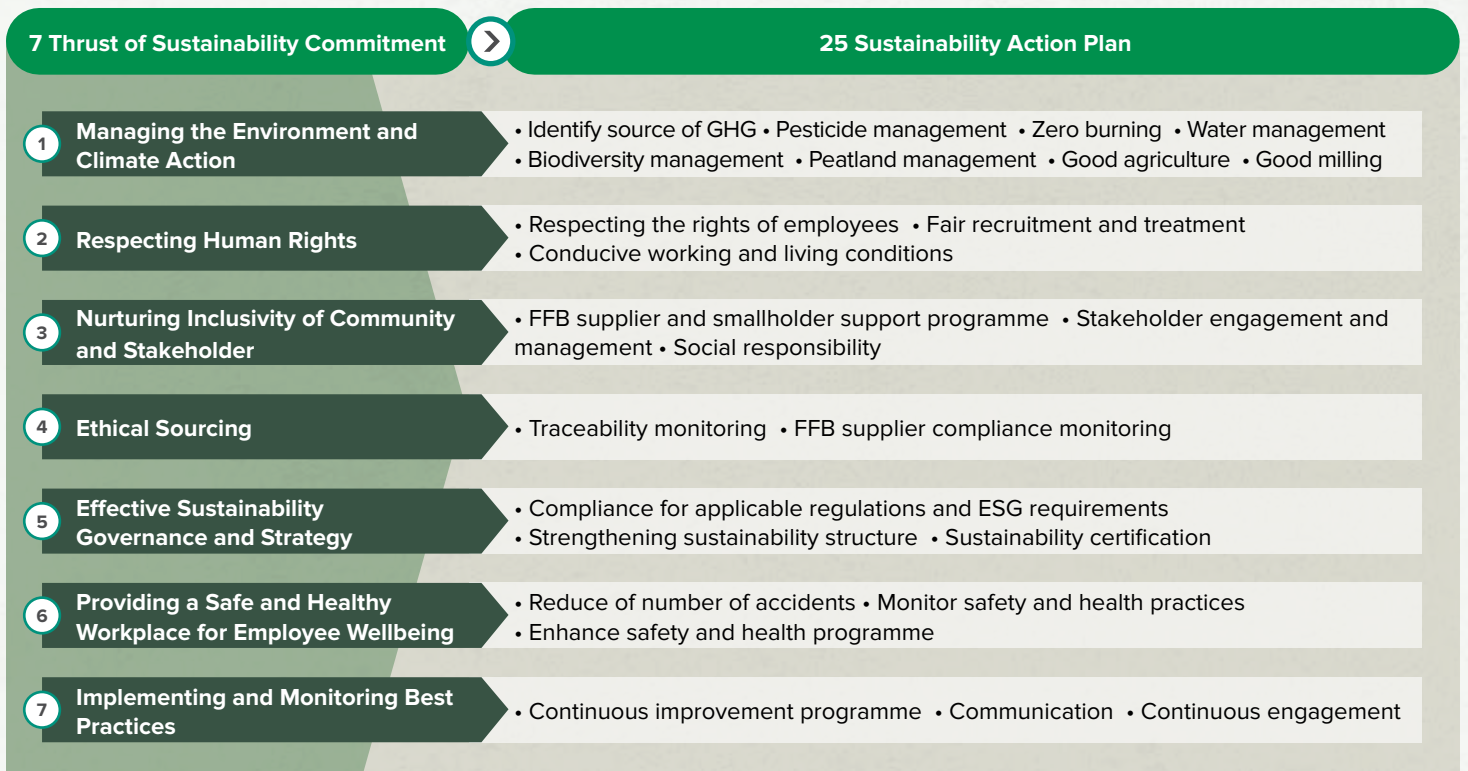 7 Thrust of Sustainability Commitment
25 Sustainability Action Plan
1
Managing the Environment and
Climate Action
• Identify source of GHG • Pesticide management • Zero burning • Water management
• Biodiversity management • Peatland management • Good agriculture • Good milling
2
Respecting Human Rights
• Respecting the rights of employees • Fair recruitment and treatment
• Conducive working and living conditions
3
Nurturing Inclusivity of Community
and Stakeholder
• FFB supplier and smallholder support programme • Stakeholder engagement and
management • Social responsibility
4
Ethical Sourcing
• Traceability monitoring • FFB supplier compliance monitoring
5
Effective Sustainability
Governance and Strategy
• Compliance for applicable regulations and ESG requirements
• Strengthening sustainability structure • Sustainability certification
6
Providing a Safe and Healthy
Workplace for Employee Wellbeing
• Reduce of number of accidents • Monitor safety and health practices
• Enhance safety and health programme
7
Implementing and Monitoring Best
Practices
• Continuous improvement programme • Communication • Continuous engagement